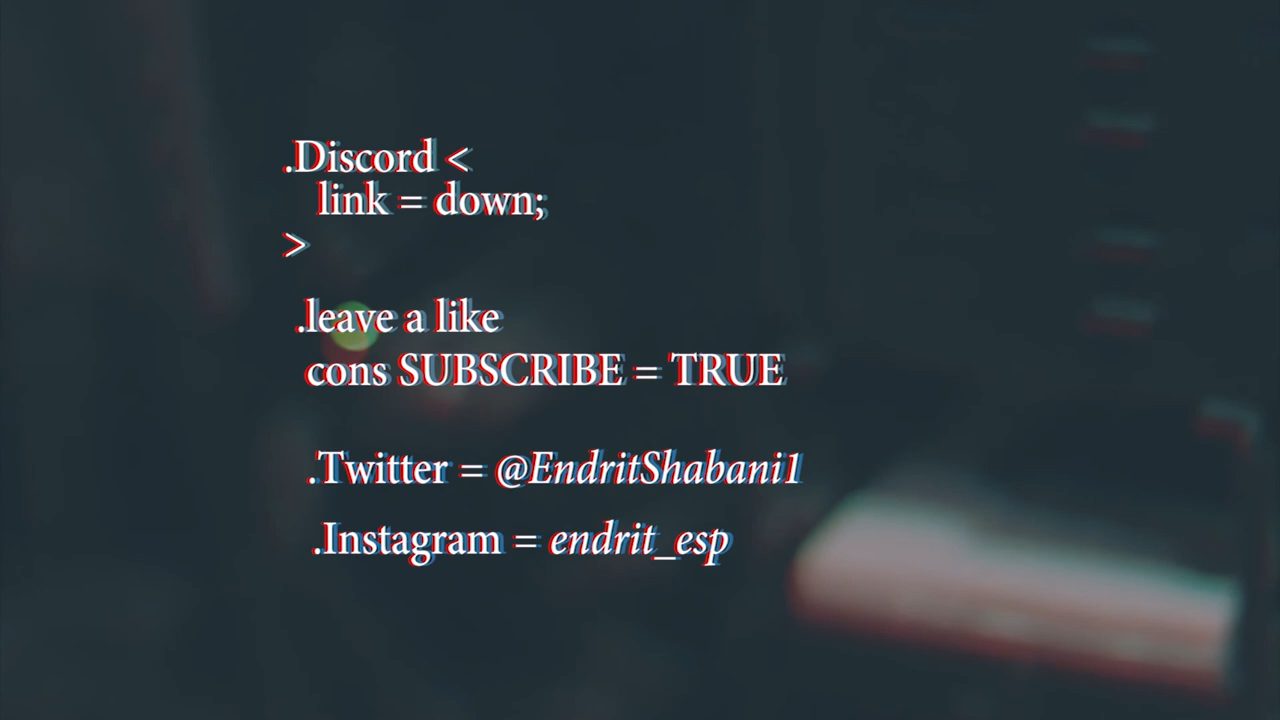 .Discord <
link = down;
>
.leave a like
cons SUBSCRIBE = TRUE
.Twitter = @EndritShabani1
.Instagram = endrit_esp